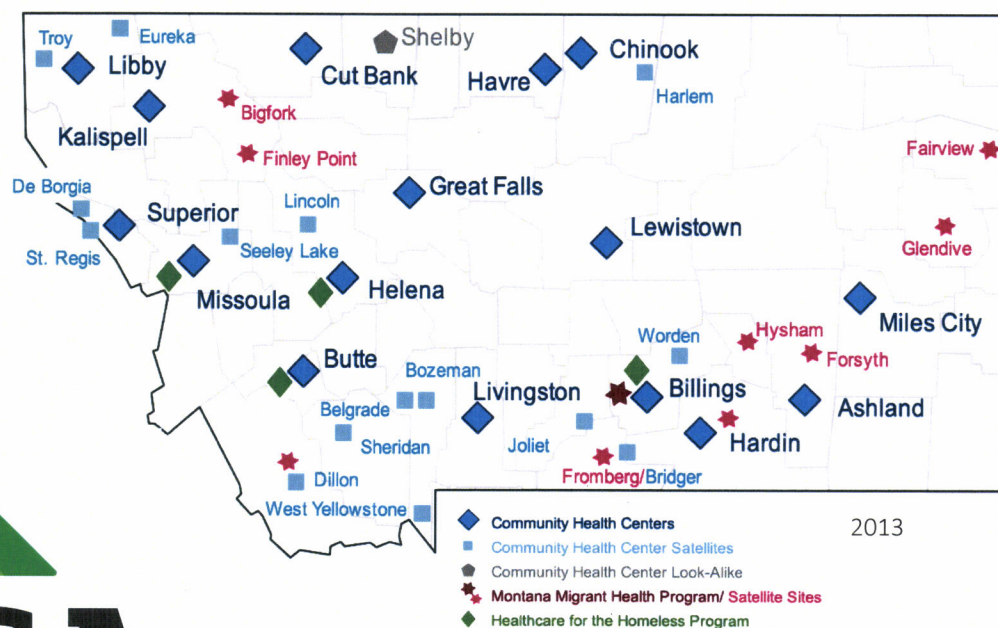 Troy
Eureka
Libby
Cut Bank
Shelby
Havre
Chinook
Harlem
Kalispell
Bigfork
Finley Point
Fairview
De Borgia
Superior
Lincoln
Great Falls
Lewistown
Glendive
St. Regis
Seeley Lake
Missoula
Helena
Miles City
Hysham
Worden
Forsyth
Butte
Bozeman
Livingston
Billings
Ashland
Belgrade
Sheridan
Joliet
Hardin
Dillon
Fromberg/Bridger
West Yellowstone
2013
Community Health Centers
Community Health Center Satellites
Community Health Center Look-Alike
Montana Migrant Health Program/ Satellite Sites
Healthcare for the Homeless Program